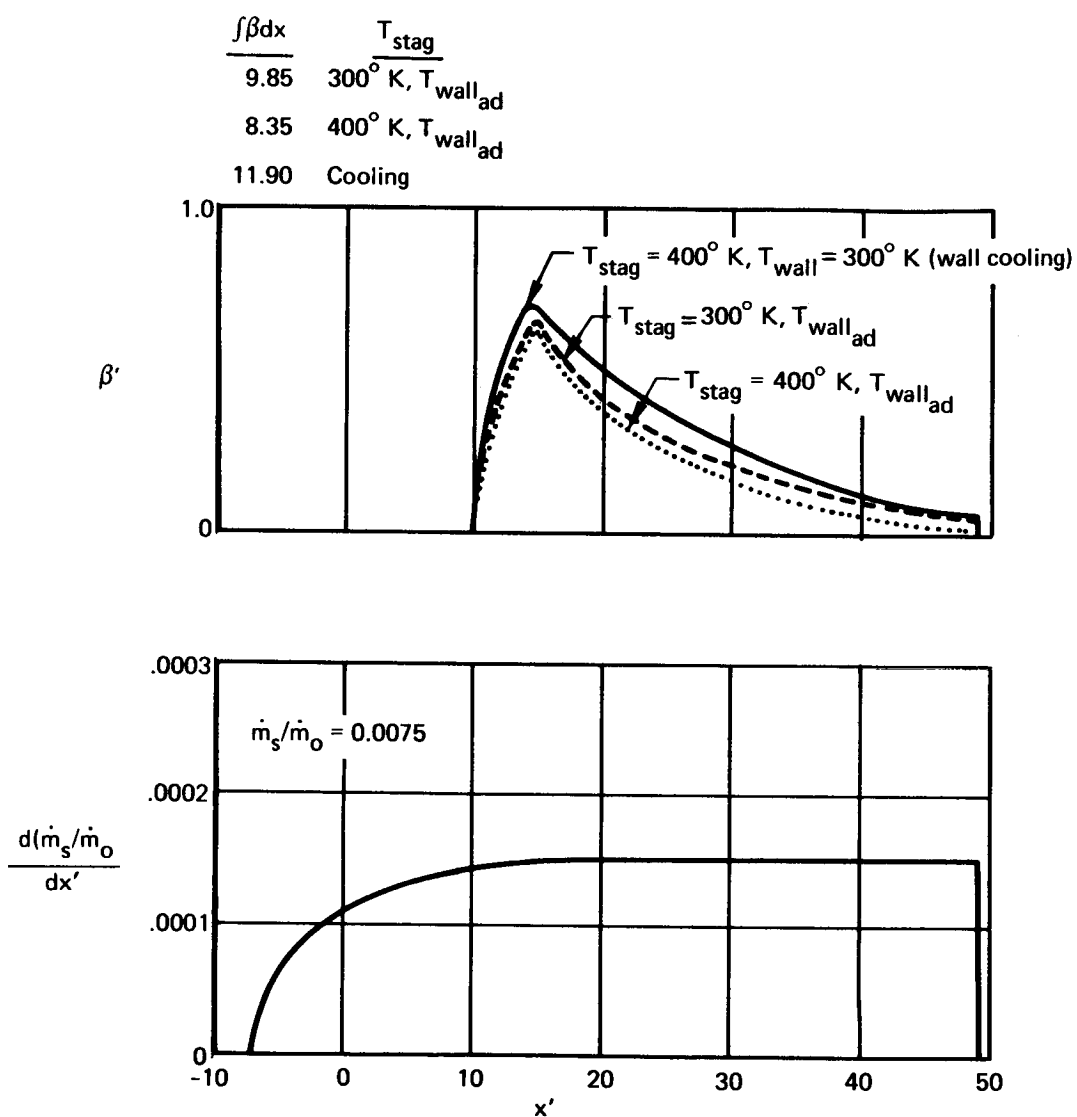 ∫βdx T_stag
9.85 300° K, T_wall_ad
8.35 400° K, T_wall_ad
11.90 Cooling
1.0
T_stag = 400° K, T_wall = 300° K (wall cooling)
T_stag = 300° K, T_wall_ad
T_stag = 400° K, T_wall_ad
β′
0
.0003
ṁ_s/ṁ_o = 0.0075
.0002
d(ṁ_s/ṁ_o
dx′
.0001
0
-10 0 10 20 30 40 50
x′